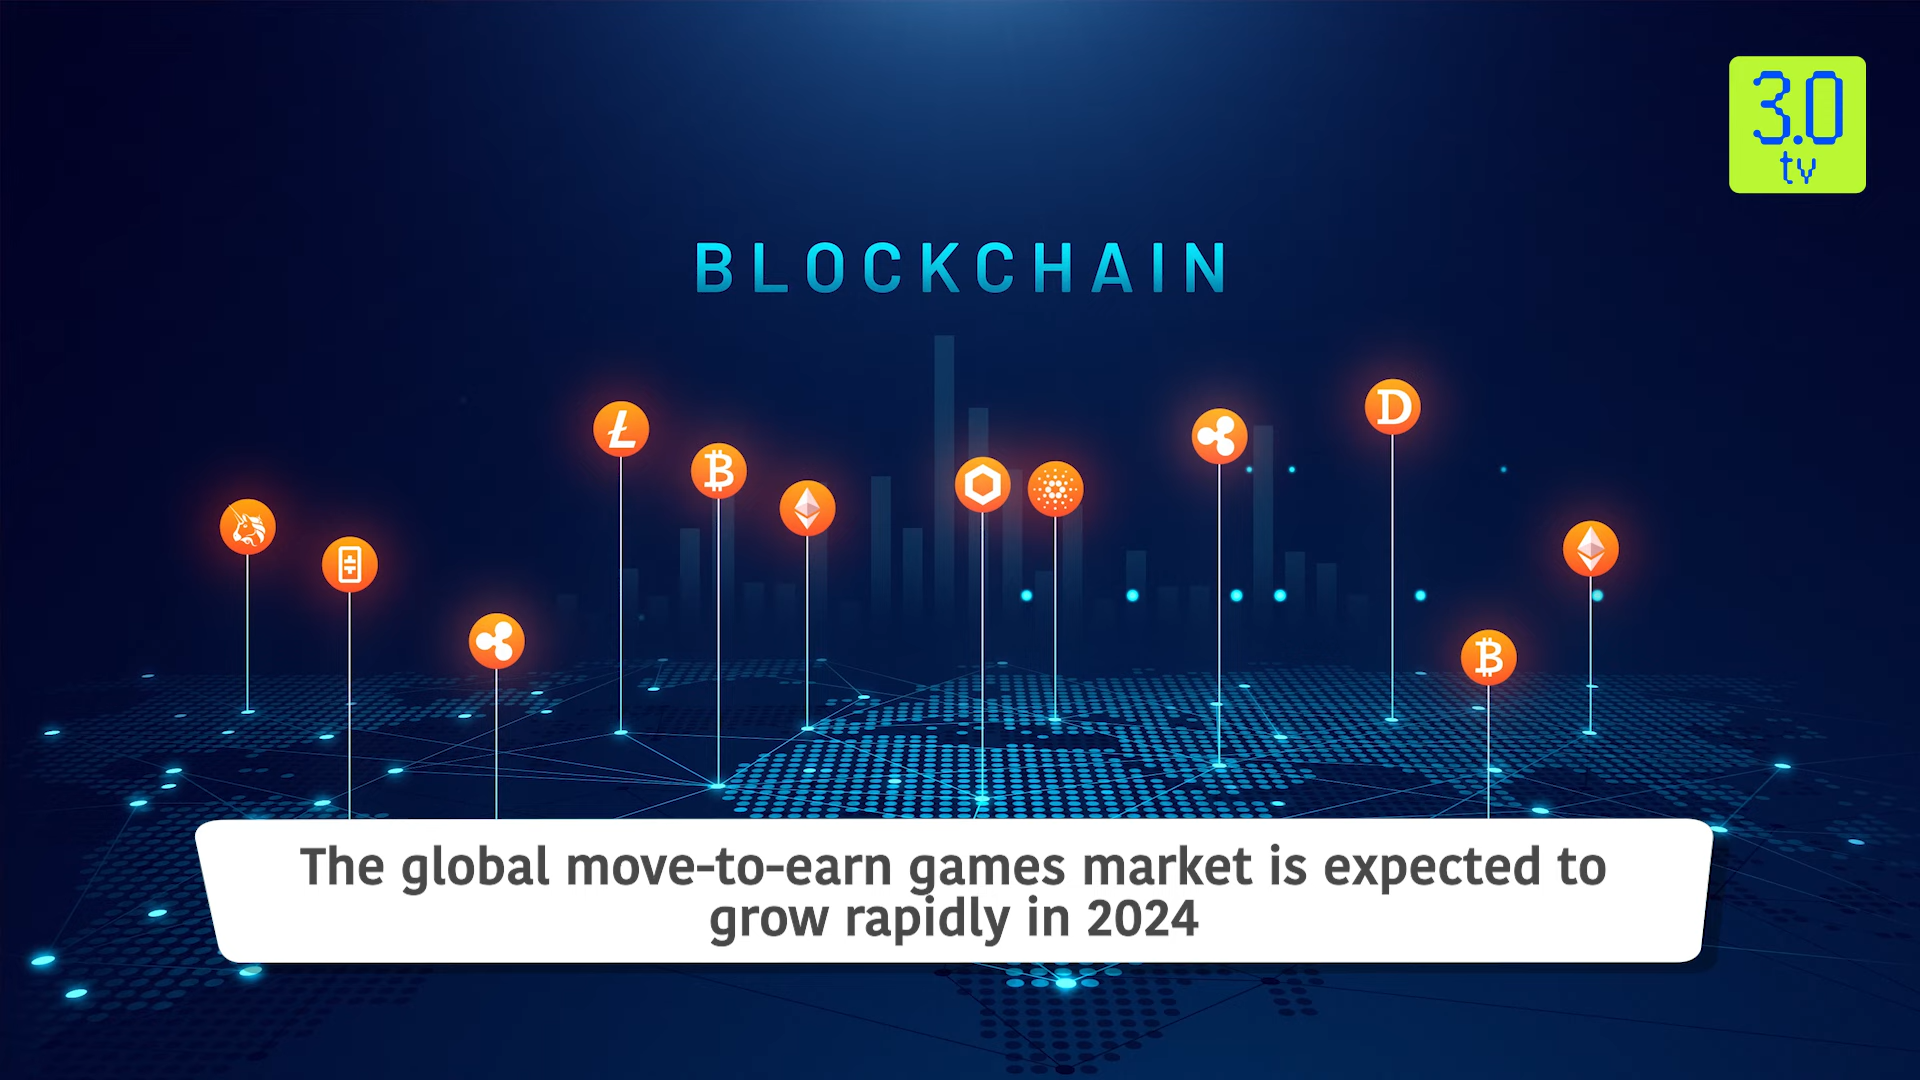 3.0
tv
BLOCKCHAIN
The global move-to-earn games market is expected to
grow rapidly in 2024